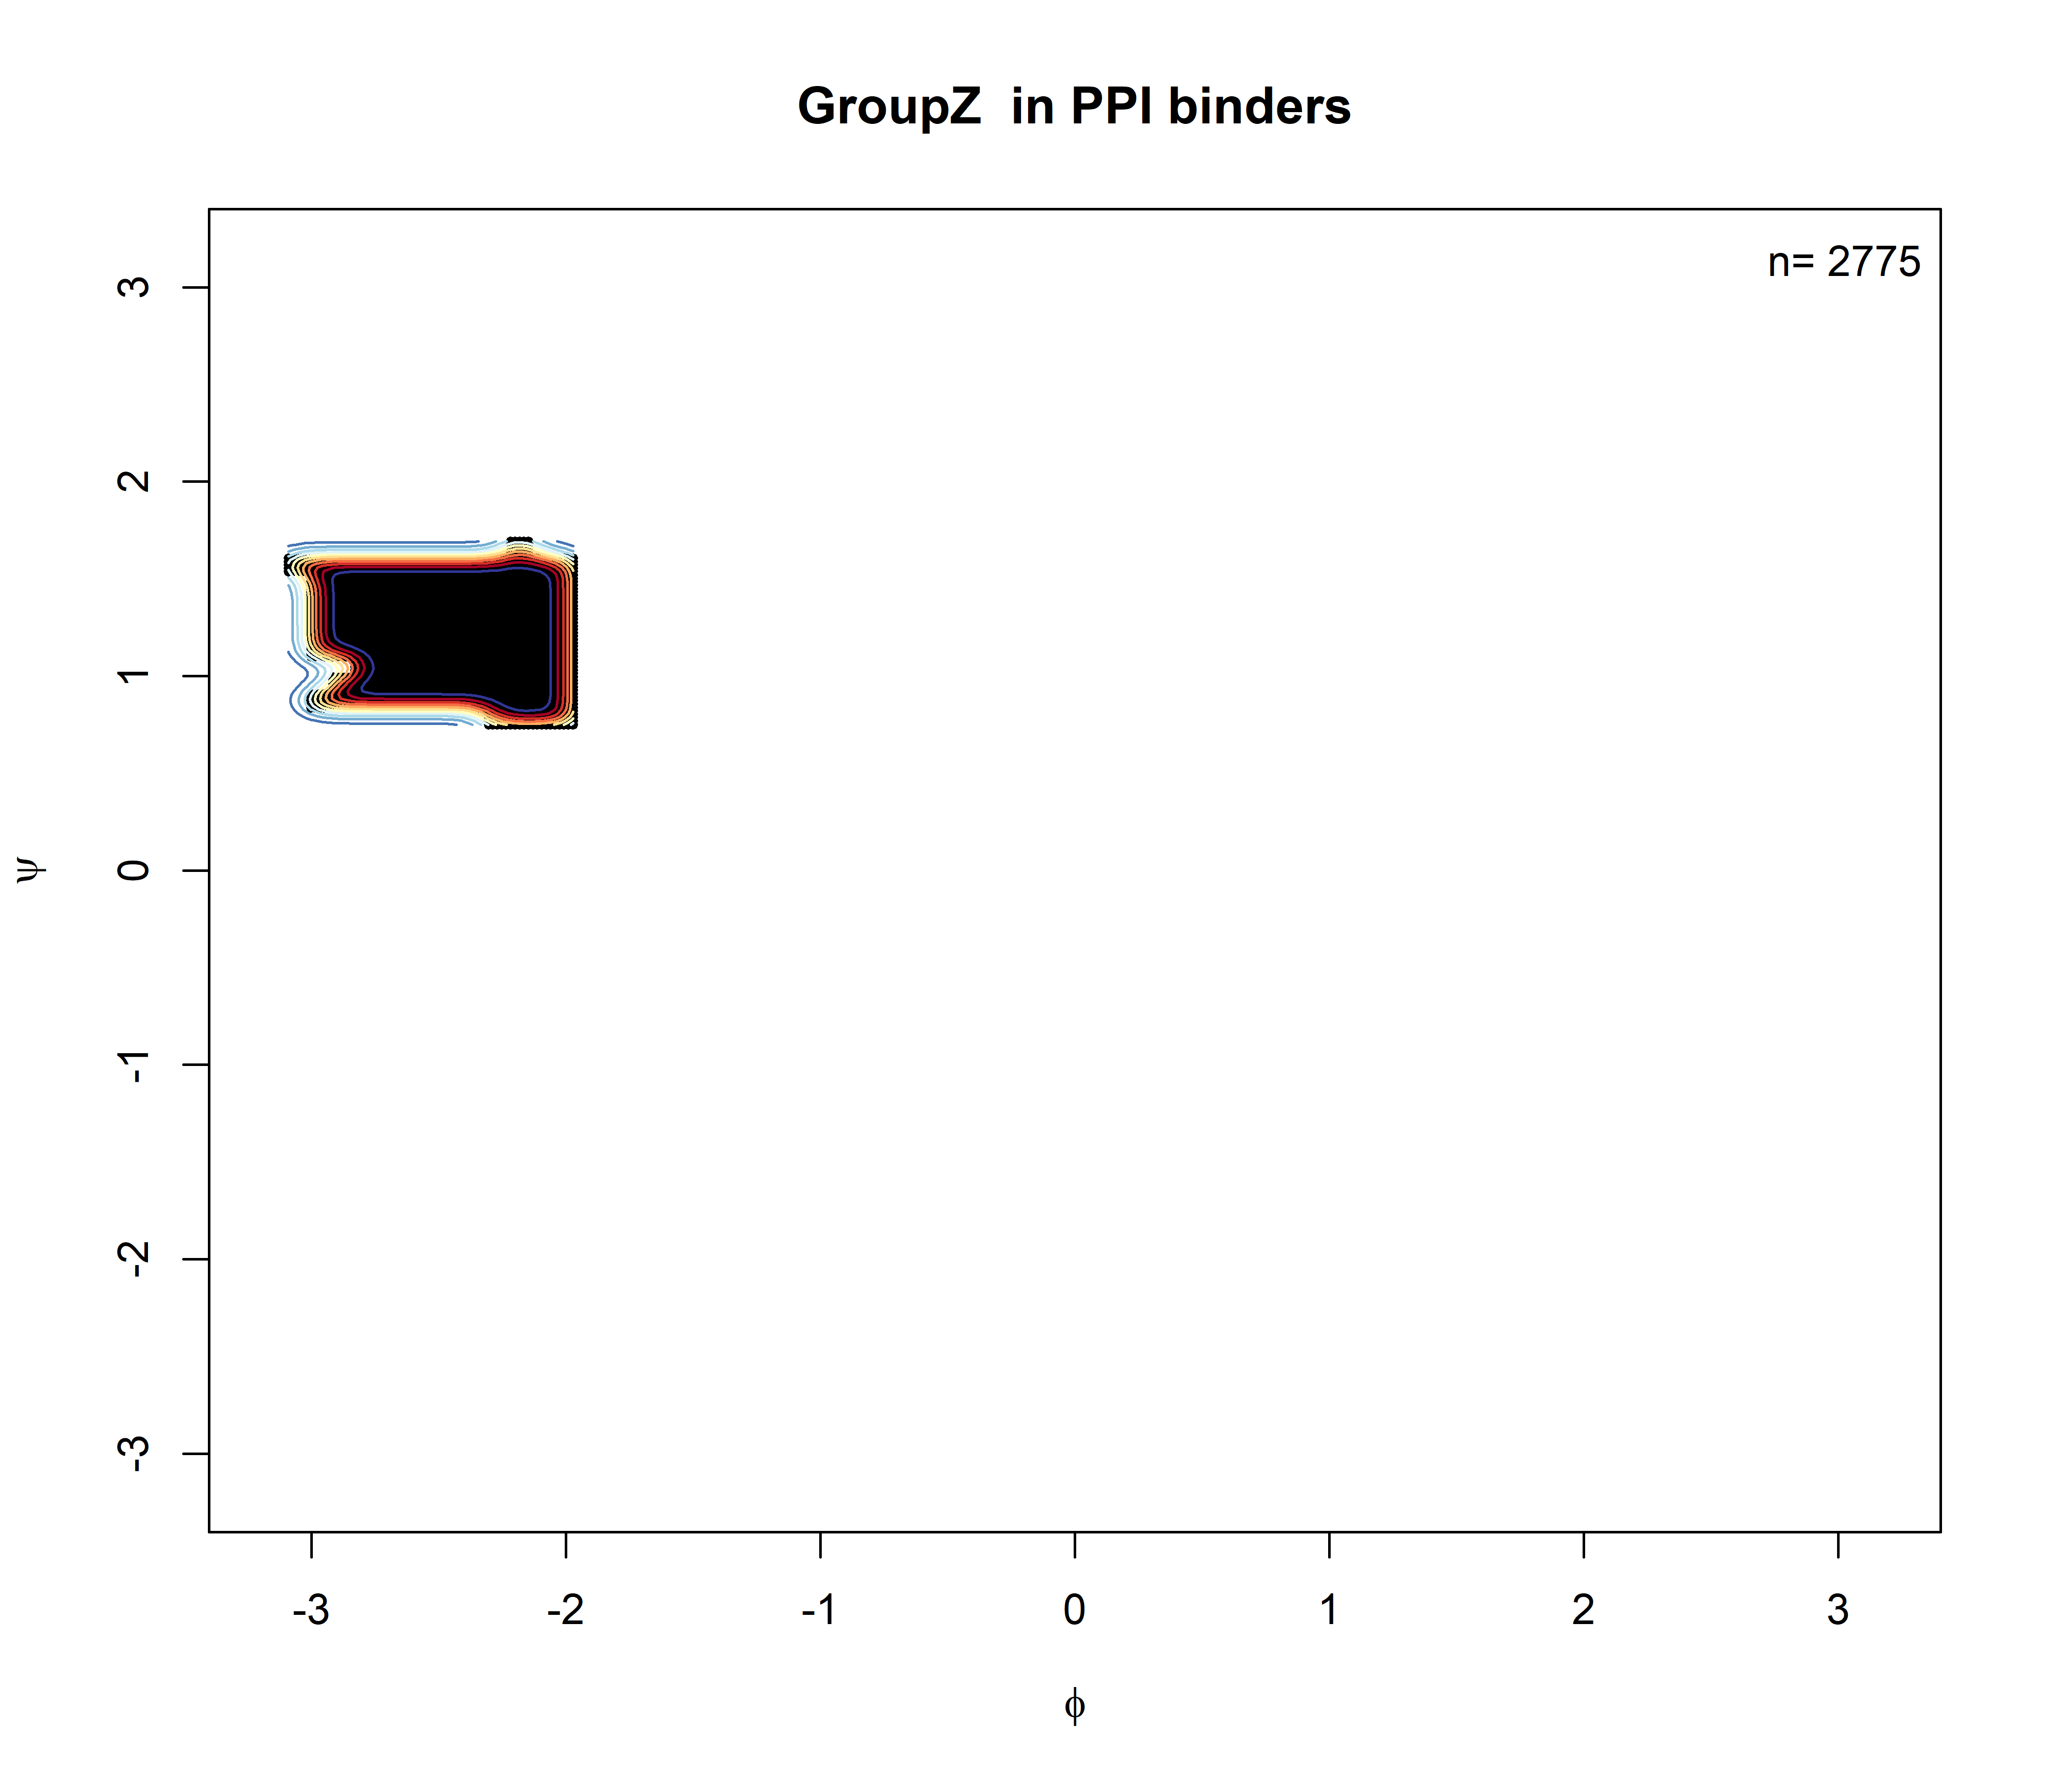 GroupZ  in PPI binders
n= 2775
3
2
1
0
-1
-2
-3
ψ
-3 -2 -1 0 1 2 3
ϕ